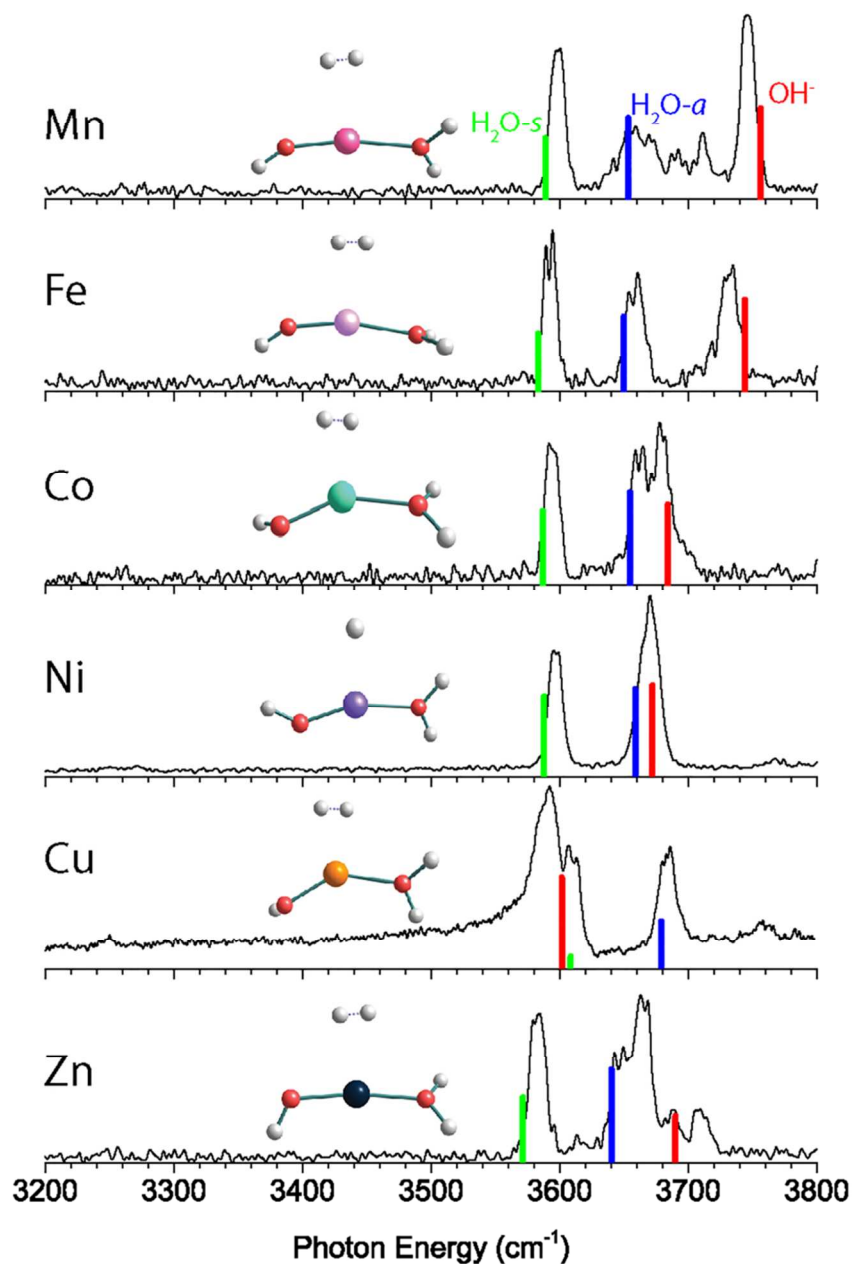 Mn
H₂O-s
H₂O-a
OH⁻
Fe
Co
Ni
Cu
Zn
3200 3300 3400 3500 3600 3700 3800
Photon Energy (cm⁻¹)